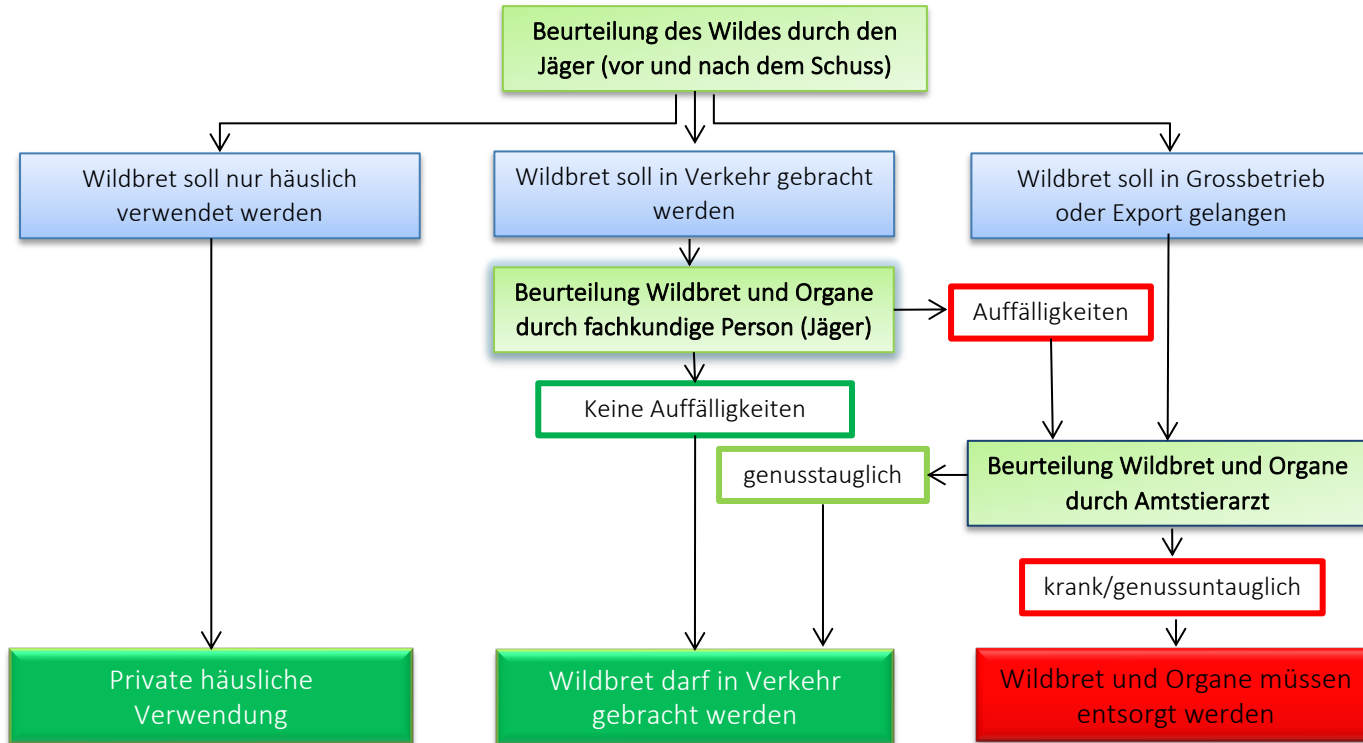 Beurteilung des Wildes durch den
Jäger (vor und nach dem Schuss)
Wildbret soll nur häuslich
verwendet werden
Wildbret soll in Verkehr gebracht
werden
Wildbret soll in Grossbetrieb
oder Export gelangen
Beurteilung Wildbret und Organe
durch fachkundige Person (Jäger)
Auffälligkeiten
Keine Auffälligkeiten
genusstauglich
Beurteilung Wildbret und Organe
durch Amtstierarzt
krank/genussuntauglich
Private häusliche
Verwendung
Wildbret darf in Verkehr
gebracht werden
Wildbret und Organe müssen
entsorgt werden